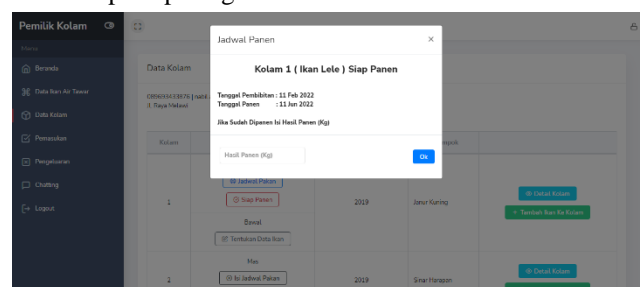 Pemilik Kolam
Menu
Beranda
Data Ikan Air Tawar
Data Kolam
Pemasukan
Pengeluaran
Chatting
Logout
Data Kolam
Jl. Raya Melawi
Kolam
Jadwal Panen
×
Kolam 1 ( Ikan Lele ) Siap Panen
Tanggal Pembibitan : 11 Feb 2022
Tanggal Panen : 11 Jun 2022
Jika Sudah Dipanen Isi Hasil Panen (Kg)
Hasil Panen (Kg)
Ok
Jadwal Pakan
1
Siap Panen
2019
Janur Kuning
Detail Kolam
Tambah Ikan Ke Kolam
Bawal
Tentukan Data Ikan
Mas
2
Isi Jadwal Pakan
2019
Sinar Harapan
Detail Kolam